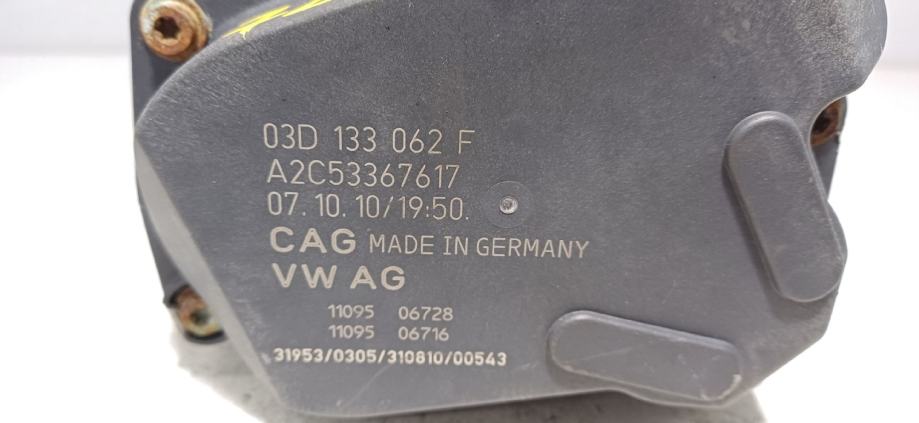 03D 133 062 F
A2C53367617
07.10.10/19:50.
CAG MADE IN GERMANY
VW AG
11095 06728
11095 06716
31953/0305/310810/00543